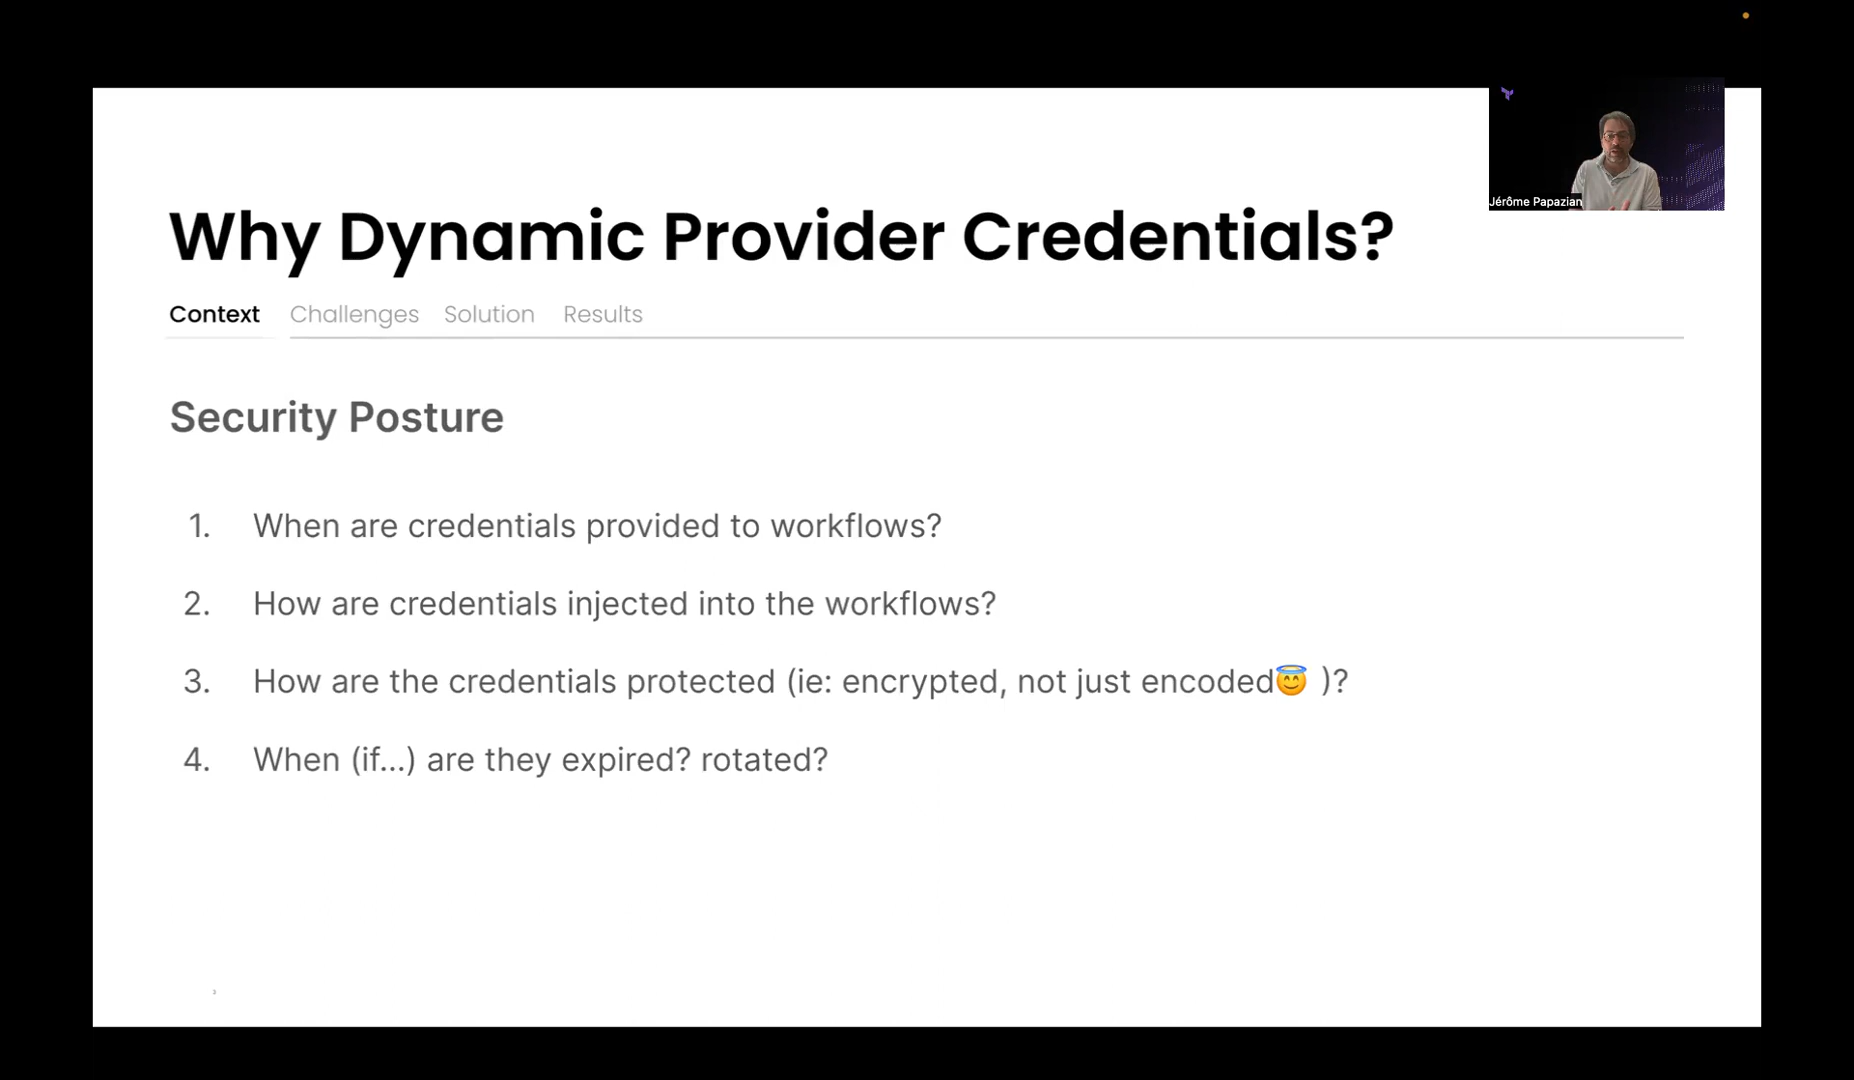 Jérôme Papazian
Why Dynamic Provider Credentials?
Context Challenges Solution Results
Security Posture
1. When are credentials provided to workflows?
2. How are credentials injected into the workflows?
3. How are the credentials protected (ie: encrypted, not just encoded😇 )?
4. When (if...) are they expired? rotated?
3